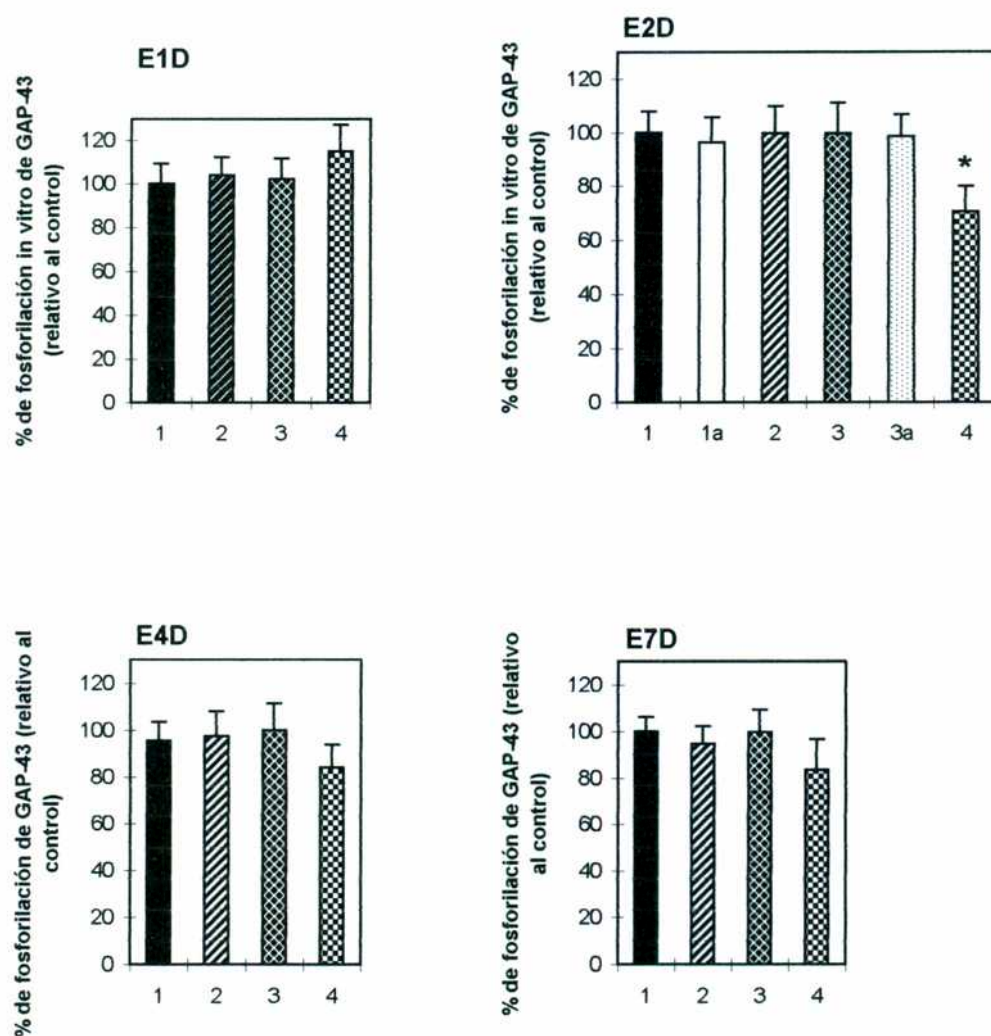 E1D
% de fosforilación in vitro de GAP-43
(relativo al control)
120
100
80
60
40
20
0
1 2 3 4
E2D
% de fosforilación in vitro de GAP-43
(relativo al control)
120
100
80
60
40
20
0
*
1 1a 2 3 3a 4
E4D
% de fosforilación de GAP-43 (relativo al
control)
120
100
80
60
40
20
0
1 2 3 4
E7D
% de fosforilación de GAP-43 (relativo
al control)
120
100
80
60
40
20
0
1 2 3 4